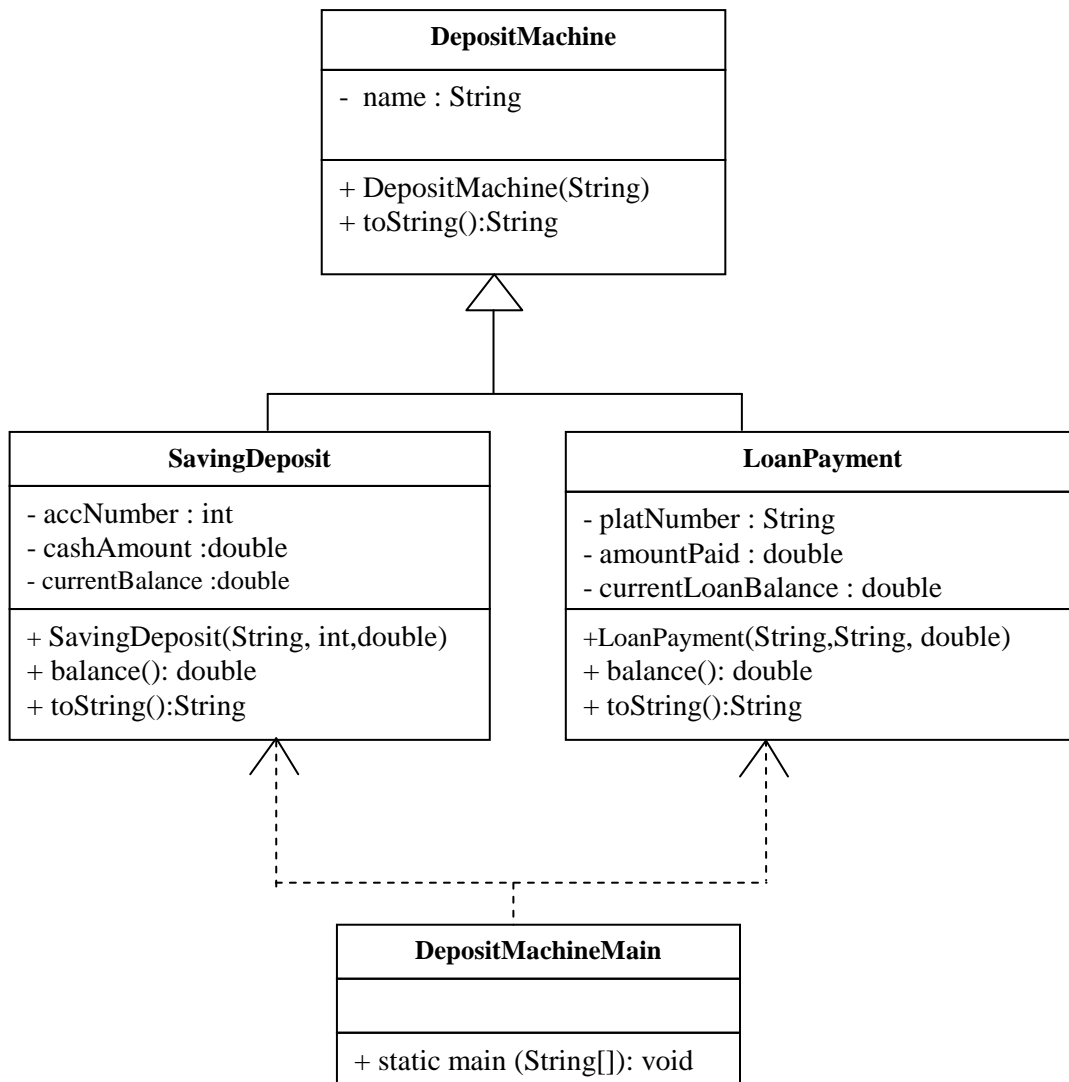 DepositMachine
- name : String
+ DepositMachine(String)
+ toString():String
SavingDeposit
- accNumber : int
- cashAmount :double
- currentBalance :double
+ SavingDeposit(String, int,double)
+ balance(): double
+ toString():String
LoanPayment
- platNumber : String
- amountPaid : double
- currentLoanBalance : double
+LoanPayment(String,String, double)
+ balance(): double
+ toString():String
DepositMachineMain
+ static main (String[]): void